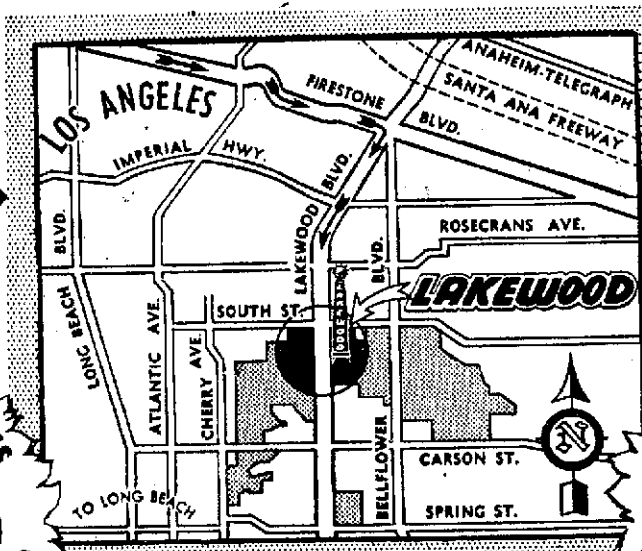 ANAHEIM-TELEGRAPH
SANTA ANA FREEWAY
FIRESTONE BLVD.
LOS ANGELES
IMPERIAL HWY.
LAKEWOOD BLVD.
ROSECRANS AVE.
LONG BEACH BLVD.
ATLANTIC AVE.
CHERRY AVE.
SOUTH ST.
LAKEWOOD
BELLFLOWER BLVD.
N
CARSON ST.
TO LONG BEACH
SPRING ST.